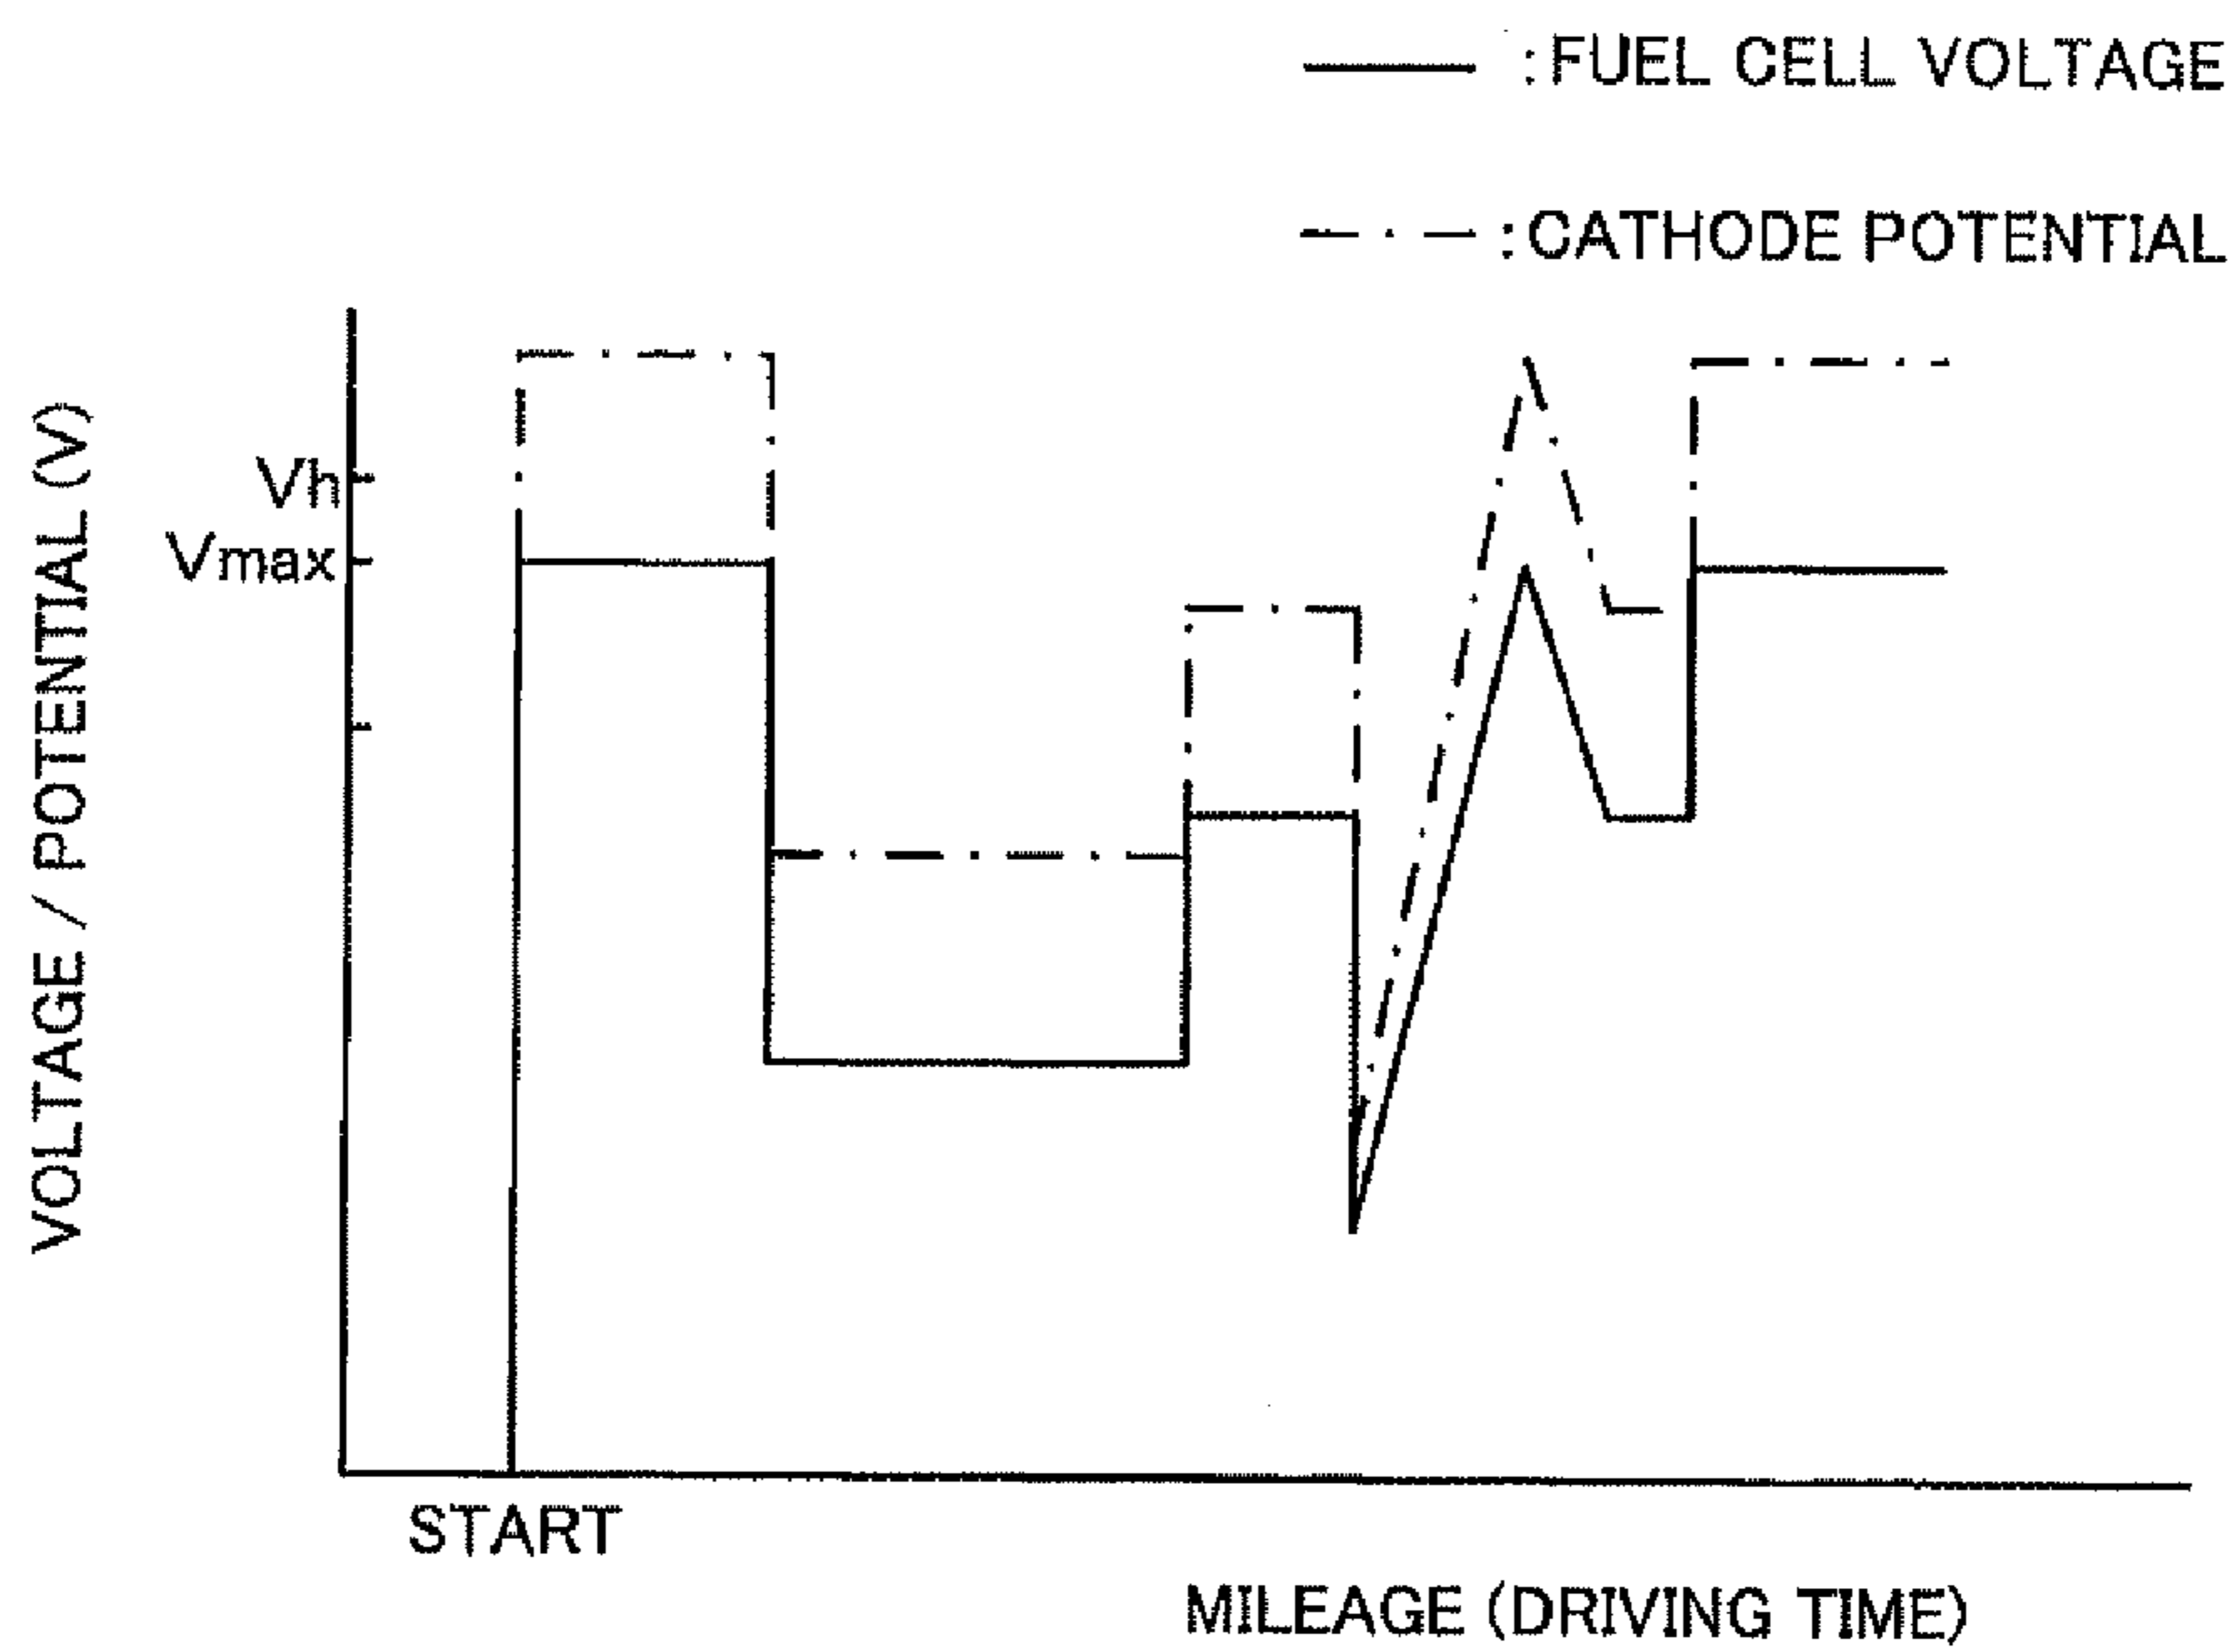 :FUEL CELL VOLTAGE
:CATHODE POTENTIAL
VOLTAGE / POTENTIAL (V)
Vh
Vmax
START
MILEAGE (DRIVING TIME)